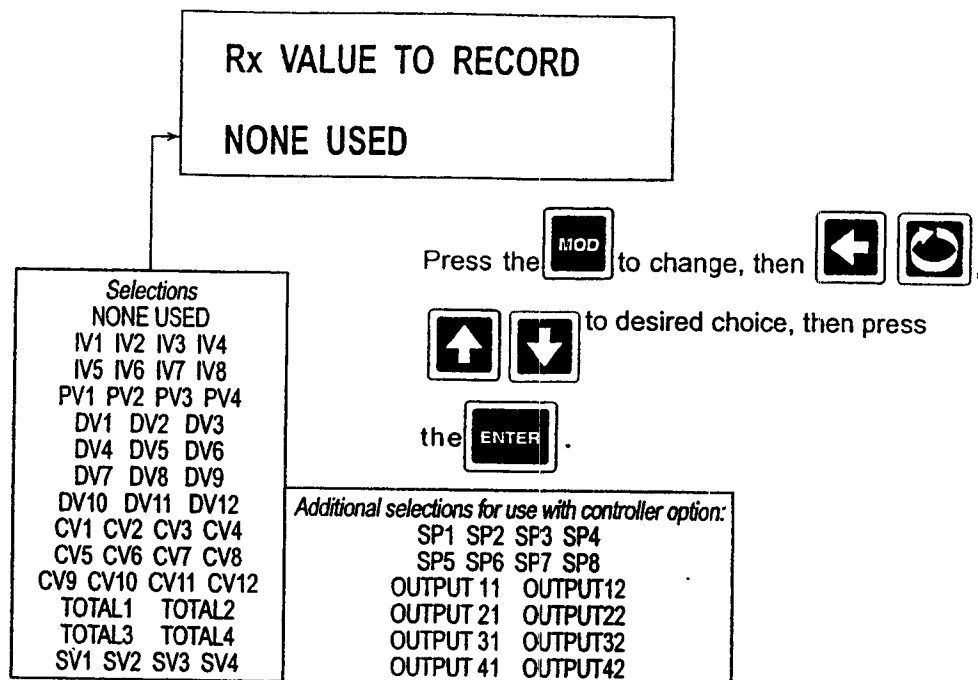 Rx VALUE TO RECORD
NONE USED
Press the MOD to change, then ,
to desired choice, then press
the ENTER .
Selections
NONE USED
IV1 IV2 IV3 IV4
IV5 IV6 IV7 IV8
PV1 PV2 PV3 PV4
DV1 DV2 DV3
DV4 DV5 DV6
DV7 DV8 DV9
DV10 DV11 DV12
CV1 CV2 CV3 CV4
CV5 CV6 CV7 CV8
CV9 CV10 CV11 CV12
TOTAL1 TOTAL2
TOTAL3 TOTAL4
SV1 SV2 SV3 SV4
Additional selections for use with controller option:
SP1 SP2 SP3 SP4
SP5 SP6 SP7 SP8
OUTPUT 11 OUTPUT12
OUTPUT 21 OUTPUT22
OUTPUT 31 OUTPUT32
OUTPUT 41 OUTPUT42